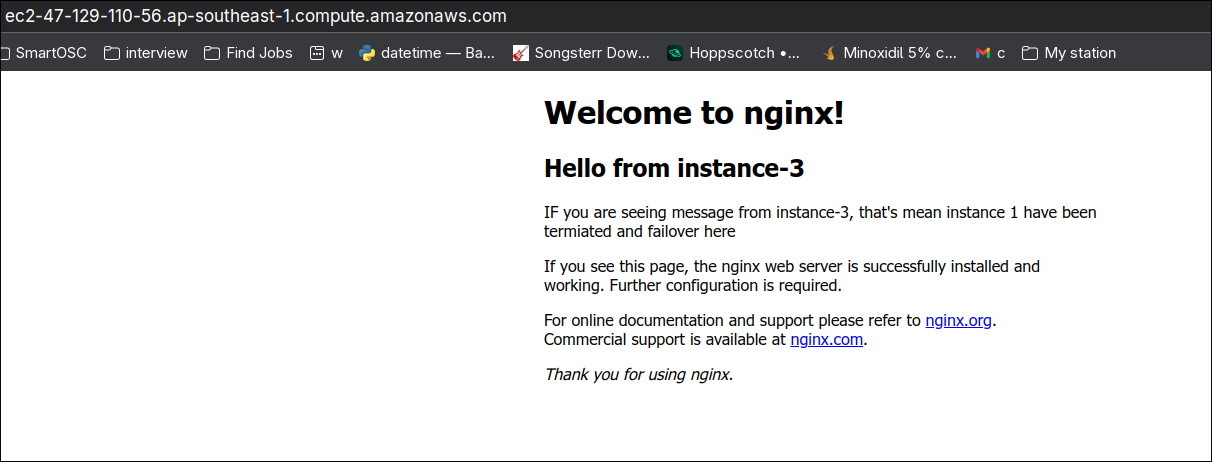 ec2-47-129-110-56.ap-southeast-1.compute.amazonaws.com
SmartOSC interview Find Jobs w datetime — Ba... Songsterr Dow... Hoppscotch •... Minoxidil 5% c... c My station
Welcome to nginx!
Hello from instance-3
IF you are seeing message from instance-3, that's mean instance 1 have been
termiated and failover here
If you see this page, the nginx web server is successfully installed and
working. Further configuration is required.
For online documentation and support please refer to nginx.org.
Commercial support is available at nginx.com.
Thank you for using nginx.